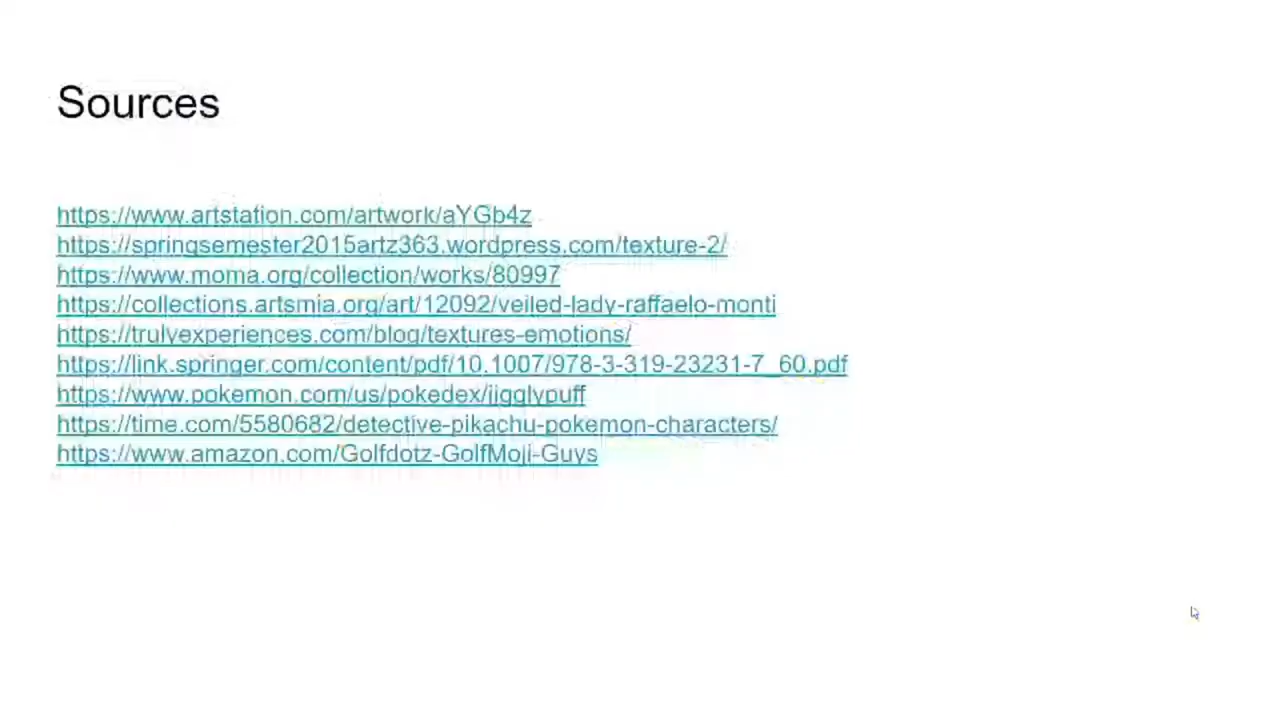 Sources
https://www.artstation.com/artwork/aYGb4z
https://springsemester2015artz363.wordpress.com/texture-2/
https://www.moma.org/collection/works/80997
https://collections.artsmia.org/art/12092/veiled-lady-raffaelo-monti
https://trulyexperiences.com/blog/textures-emotions/
https://link.springer.com/content/pdf/10.1007/978-3-319-23231-7_60.pdf
https://www.pokemon.com/us/pokedex/jigglypuff
https://time.com/5580682/detective-pikachu-pokemon-characters/
https://www.amazon.com/Golfdotz-GolfMoji-Guys